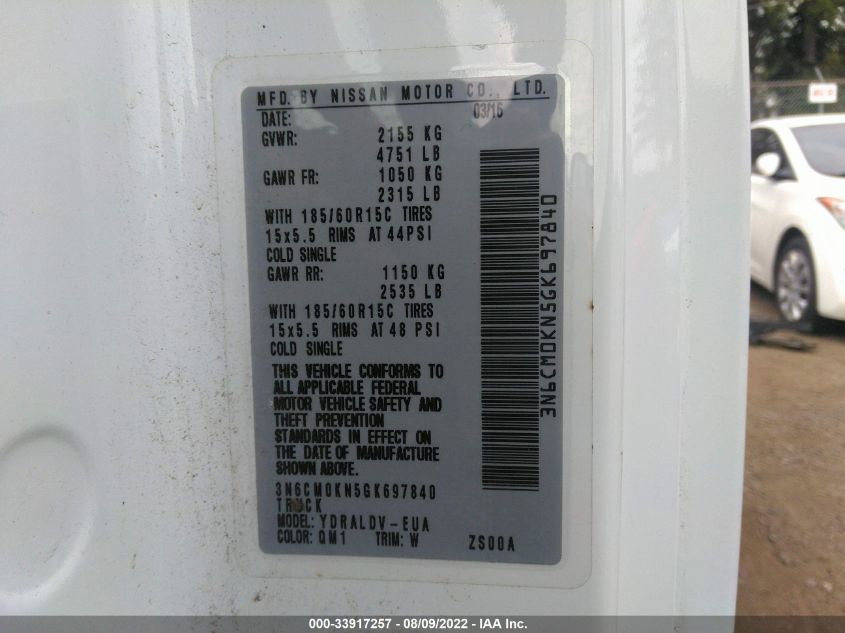 MFD. BY NISSAN MOTOR CO., LTD.
DATE: 03/16
GVWR: 2155 KG
4751 LB
GAWR FR: 1050 KG
2315 LB
WITH 185/60R15C TIRES
15x5.5 RIMS AT 44PSI
COLD SINGLE
GAWR RR: 1150 KG
2535 LB
WITH 185/60R15C TIRES
15x5.5 RIMS AT 48 PSI
COLD SINGLE
THIS VEHICLE CONFORMS TO
ALL APPLICABLE FEDERAL
MOTOR VEHICLE SAFETY AND
THEFT PREVENTION
STANDARDS IN EFFECT ON
THE DATE OF MANUFACTURE
SHOWN ABOVE.
3N6CM0KN5GK697840
TRUCK
MODEL: YDRALDV-EUA
COLOR: QM1 TRIM: W ZS00A
3N6CM0KN5GK697840
000-33917257 - 08/09/2022 - IAA Inc.